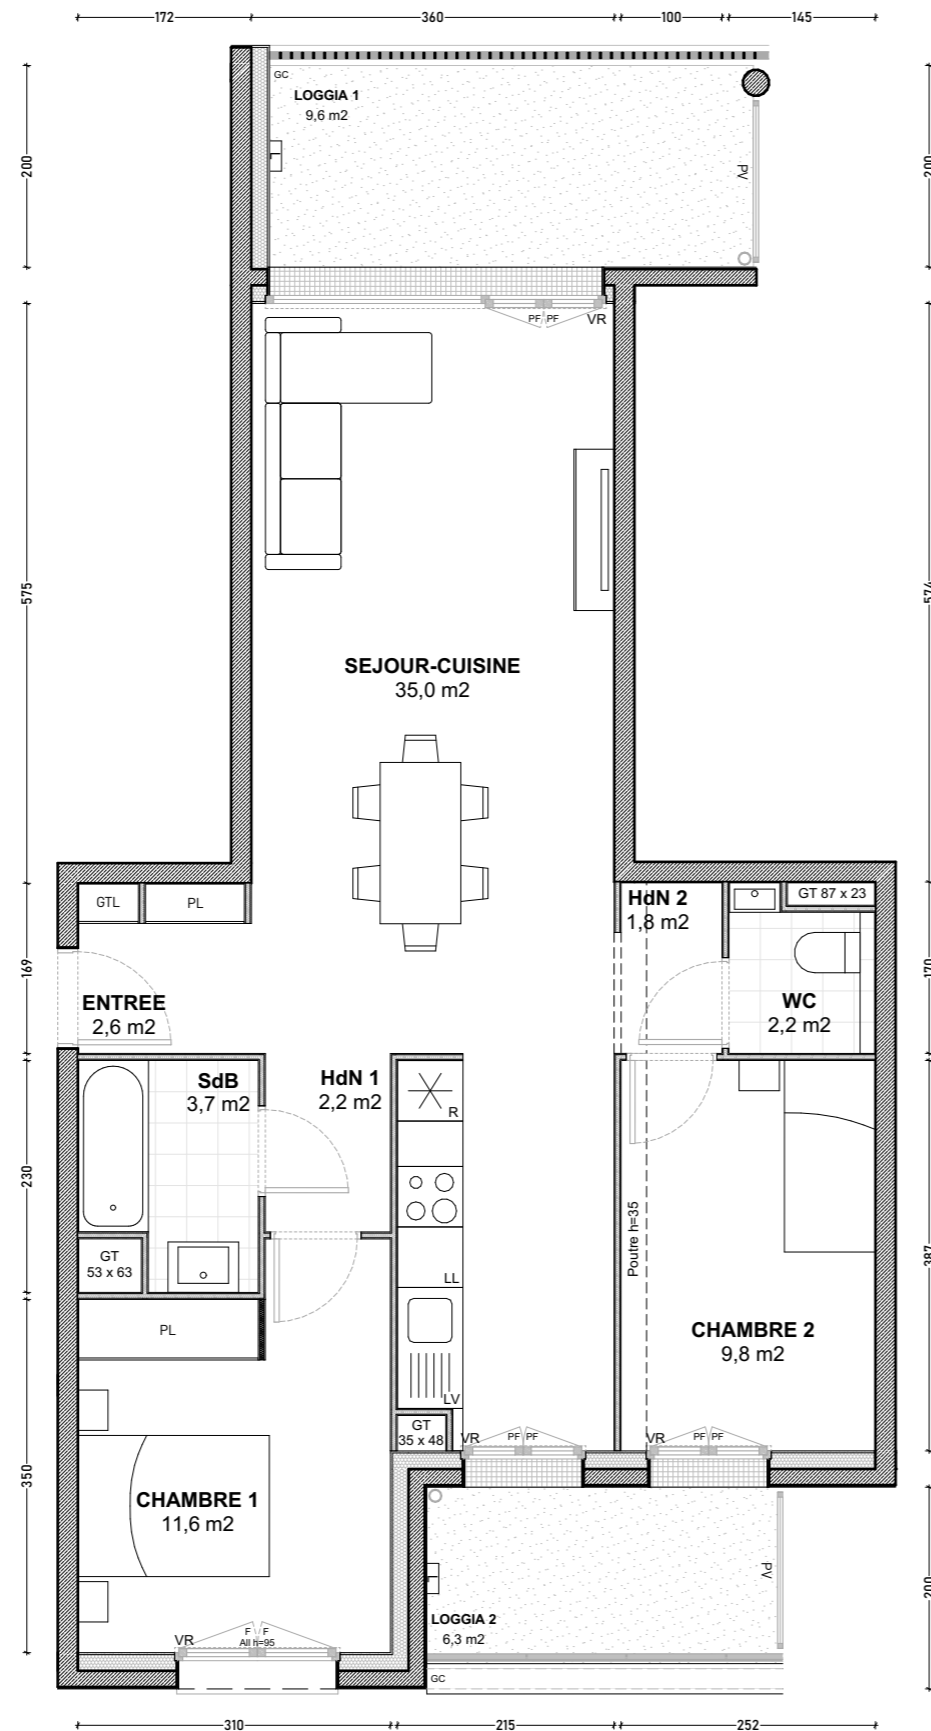 172
360
100
145
GC
LOGGIA 1
9,6 m2
200
PV
200
PF
PF
VR
575
574
SEJOUR-CUISINE
35,0 m2
GTL
PL
HdN 2
1,8 m2
GT 87 x 23
169
170
ENTREE
2,6 m2
WC
2,2 m2
SdB
3,7 m2
HdN 1
2,2 m2
R
230
Poutre h=35
387
GT
53 x 63
LL
PL
CHAMBRE 2
9,8 m2
LV
GT
35 x 48
VR
PF
PF
VR
PF
PF
350
CHAMBRE 1
11,6 m2
PV
200
LOGGIA 2
6,3 m2
VR
F
F
All h=95
GC
310
215
252